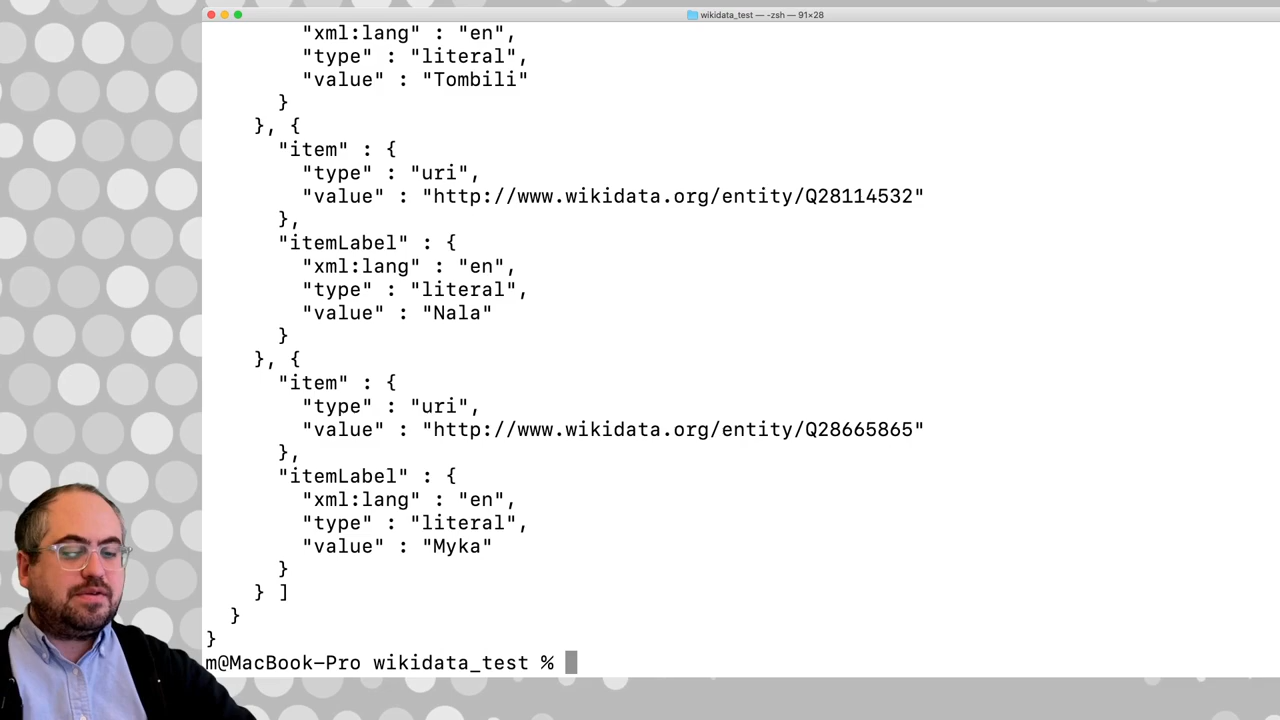 wikidata_test — -zsh — 91×28
"xml:lang" : "en",
"type" : "literal",
"value" : "Tombili"
}
}, {
"item" : {
"type" : "uri",
"value" : "http://www.wikidata.org/entity/Q28114532"
},
"itemLabel" : {
"xml:lang" : "en",
"type" : "literal",
"value" : "Nala"
}
}, {
"item" : {
"type" : "uri",
"value" : "http://www.wikidata.org/entity/Q28665865"
},
"itemLabel" : {
"xml:lang" : "en",
"type" : "literal",
"value" : "Myka"
}
} ]
}
}
m@MacBook-Pro wikidata_test %